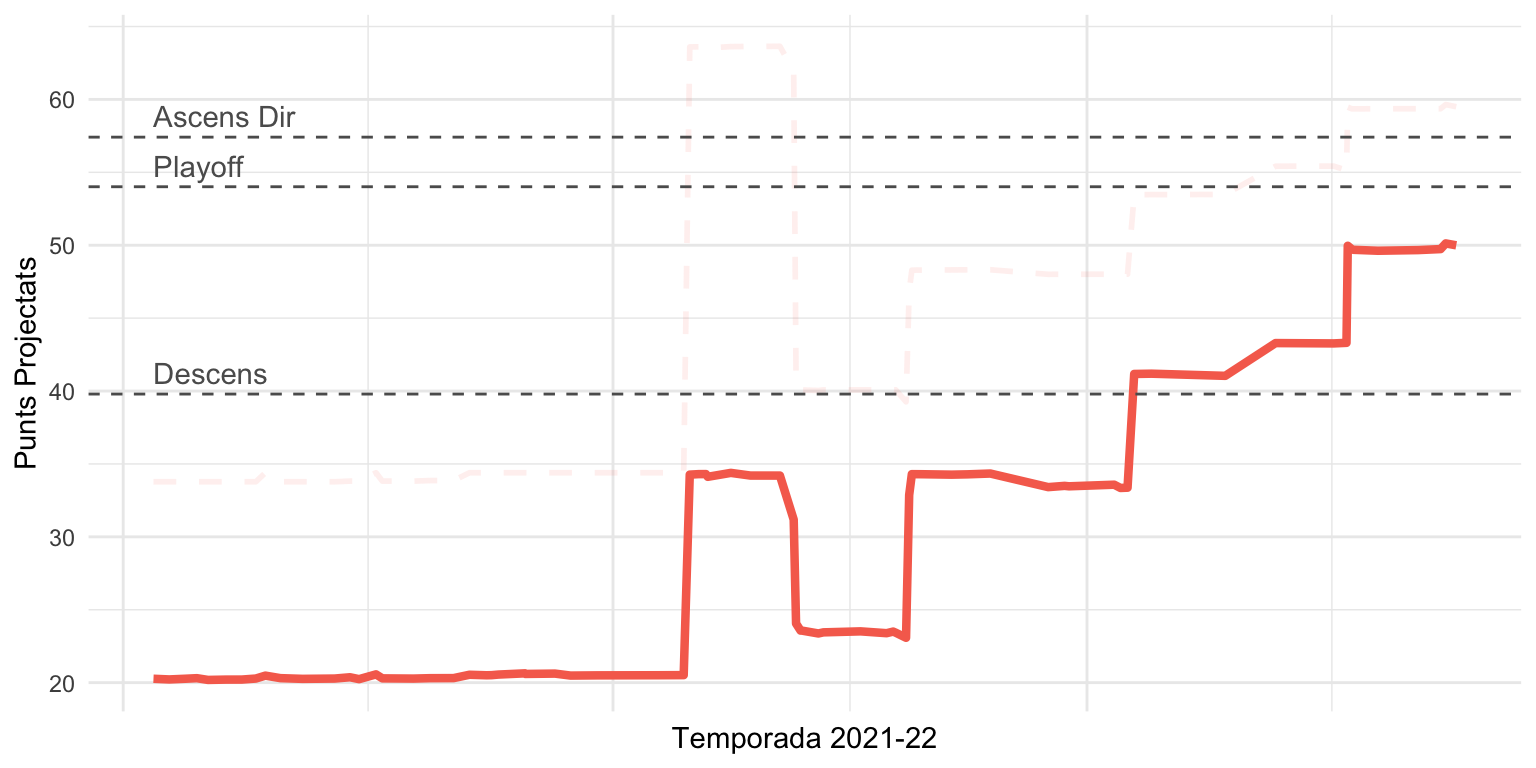 60
Ascens Dir
Playoff
50
Punts Projectats
Descens
40
30
20
Temporada 2021-22